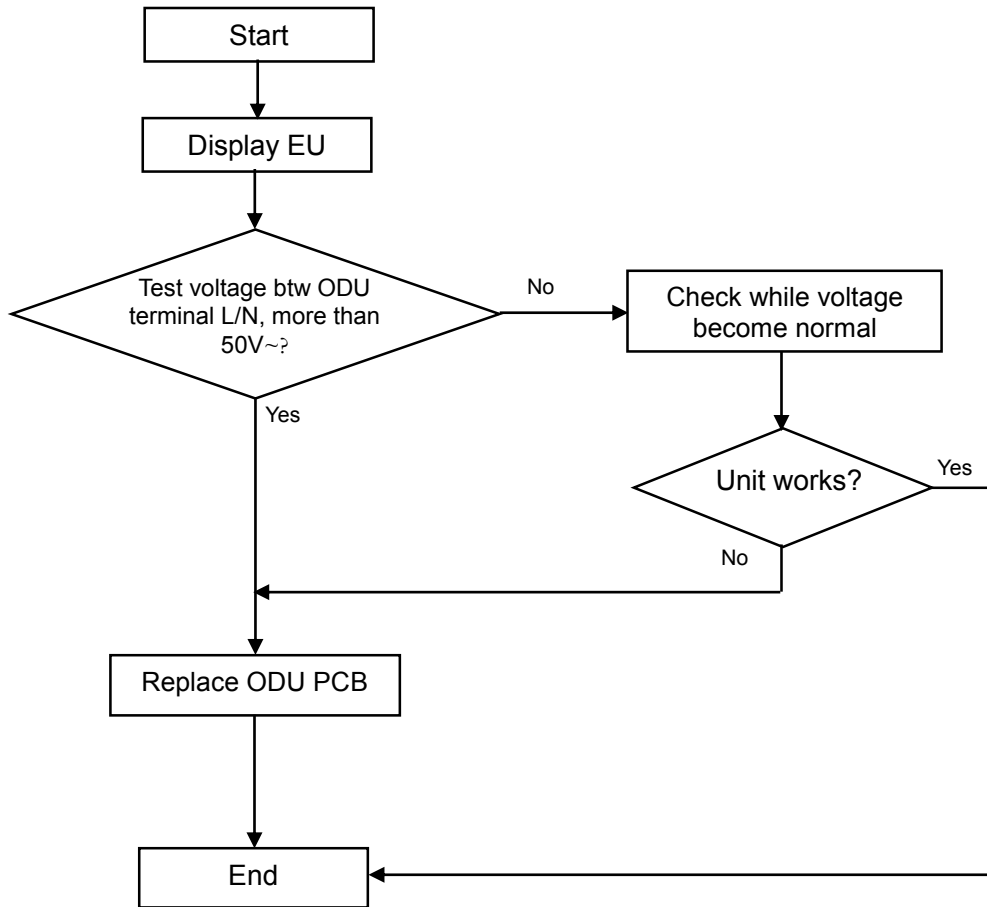 Start
Display EU
Test voltage btw ODU
terminal L/N, more than
50V~?
No
Check while voltage
become normal
Yes
Unit works?
Yes
No
Replace ODU PCB
End